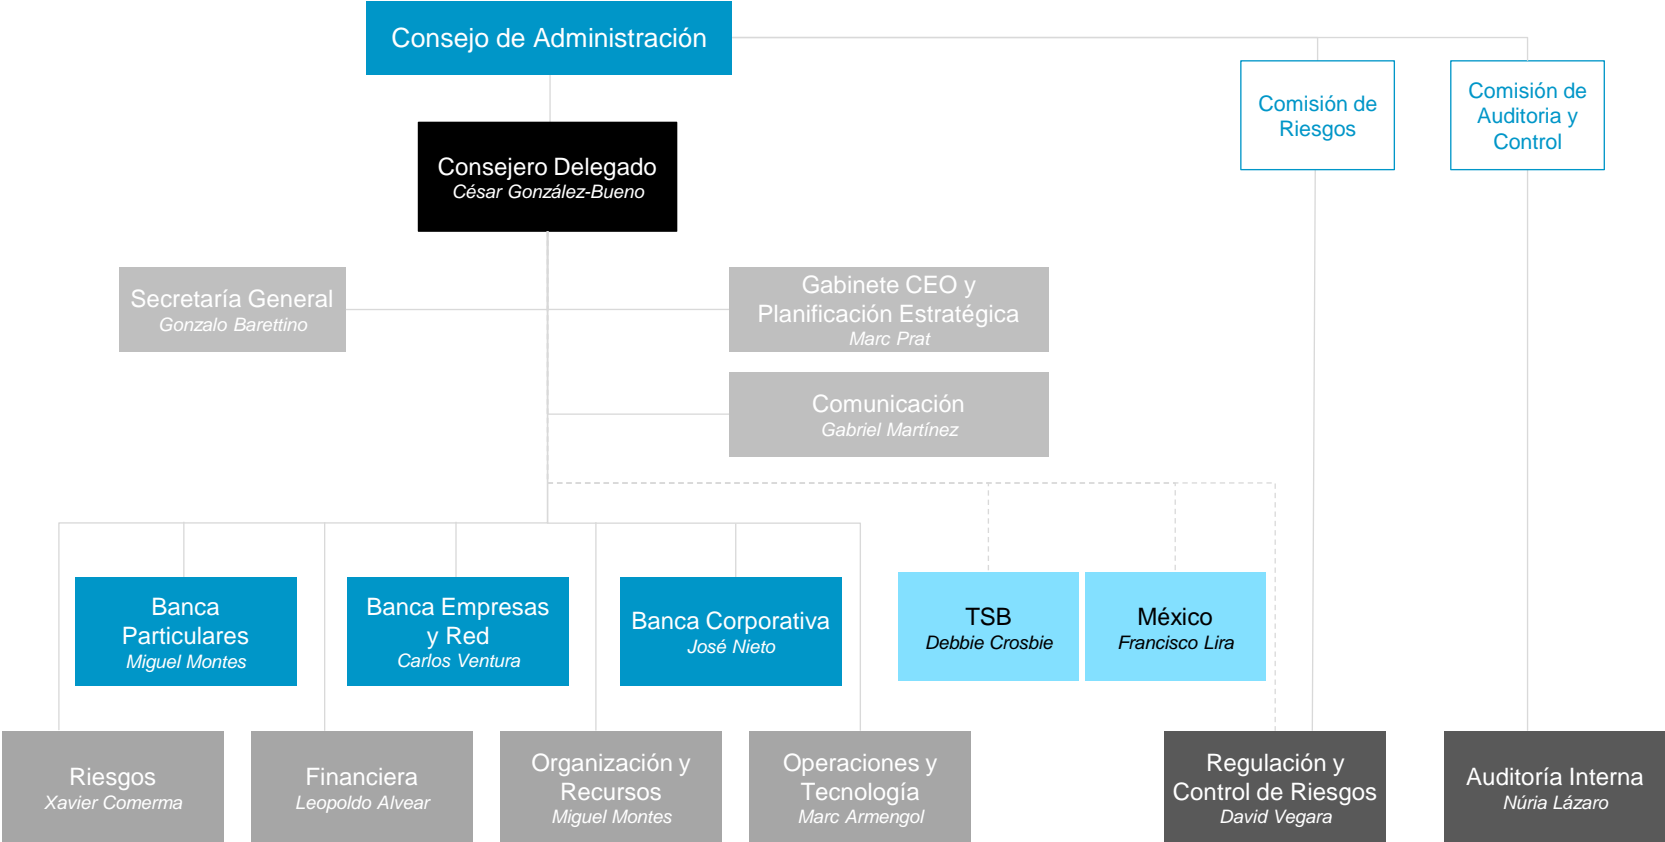 Consejo de Administración
Comisión de
Riesgos
Comisión de
Auditoria y
Control
Consejero Delegado
César González-Bueno
Secretaría General
Gonzalo Barettino
Gabinete CEO y
Planificación Estratégica
Marc Prat
Comunicación
Gabriel Martínez
Banca
Particulares
Miguel Montes
Banca Empresas
y Red
Carlos Ventura
Banca Corporativa
José Nieto
TSB
Debbie Crosbie
México
Francisco Lira
Riesgos
Xavier Comerma
Financiera
Leopoldo Alvear
Organización y
Recursos
Miguel Montes
Operaciones y
Tecnología
Marc Armengol
Regulación y
Control de Riesgos
David Vegara
Auditoría Interna
Núria Lázaro